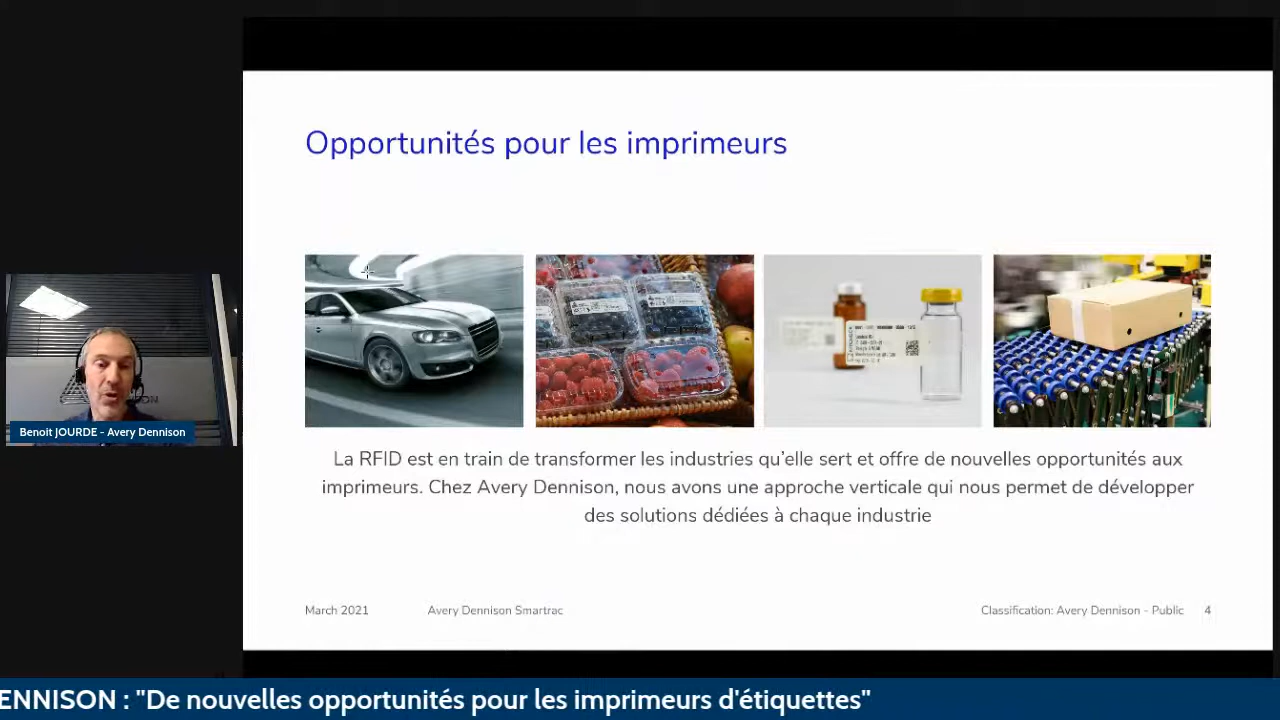 Opportunités pour les imprimeurs
La RFID est en train de transformer les industries qu'elle sert et offre de nouvelles opportunités aux
imprimeurs. Chez Avery Dennison, nous avons une approche verticale qui nous permet de développer
des solutions dédiées à chaque industrie
March 2021 Avery Dennison Smartrac Classification: Avery Dennison - Public 4
Benoit JOURDE - Avery Dennison
ENNISON : "De nouvelles opportunités pour les imprimeurs d'étiquettes"